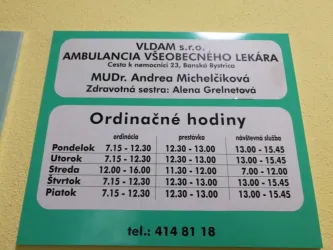 VLDAM s.r.o.
AMBULANCIA VŠEOBECNÉHO LEKÁRA
Cesta k nemocnici 23, Banská Bystrica
MUDr. Andrea Michelčíková
Zdravotná sestra: Alena Grelnetová
Ordinačné hodiny
ordinácia prestávka návštevná služba
Pondelok 7.15 - 12.30 12.30 - 13.00 13.00 - 15.45
Utorok 7.15 - 12.30 12.30 - 13.00 13.00 - 15.45
Streda 12.00 - 16.00 11.30 - 12.00 7.00 - 12.00
Štvrtok 7.15 - 12.30 12.30 - 13.00 13.00 - 15.45
Piatok 7.15 - 12.30 12.30 - 13.00 13.00 - 15.45
tel.: 414 81 18